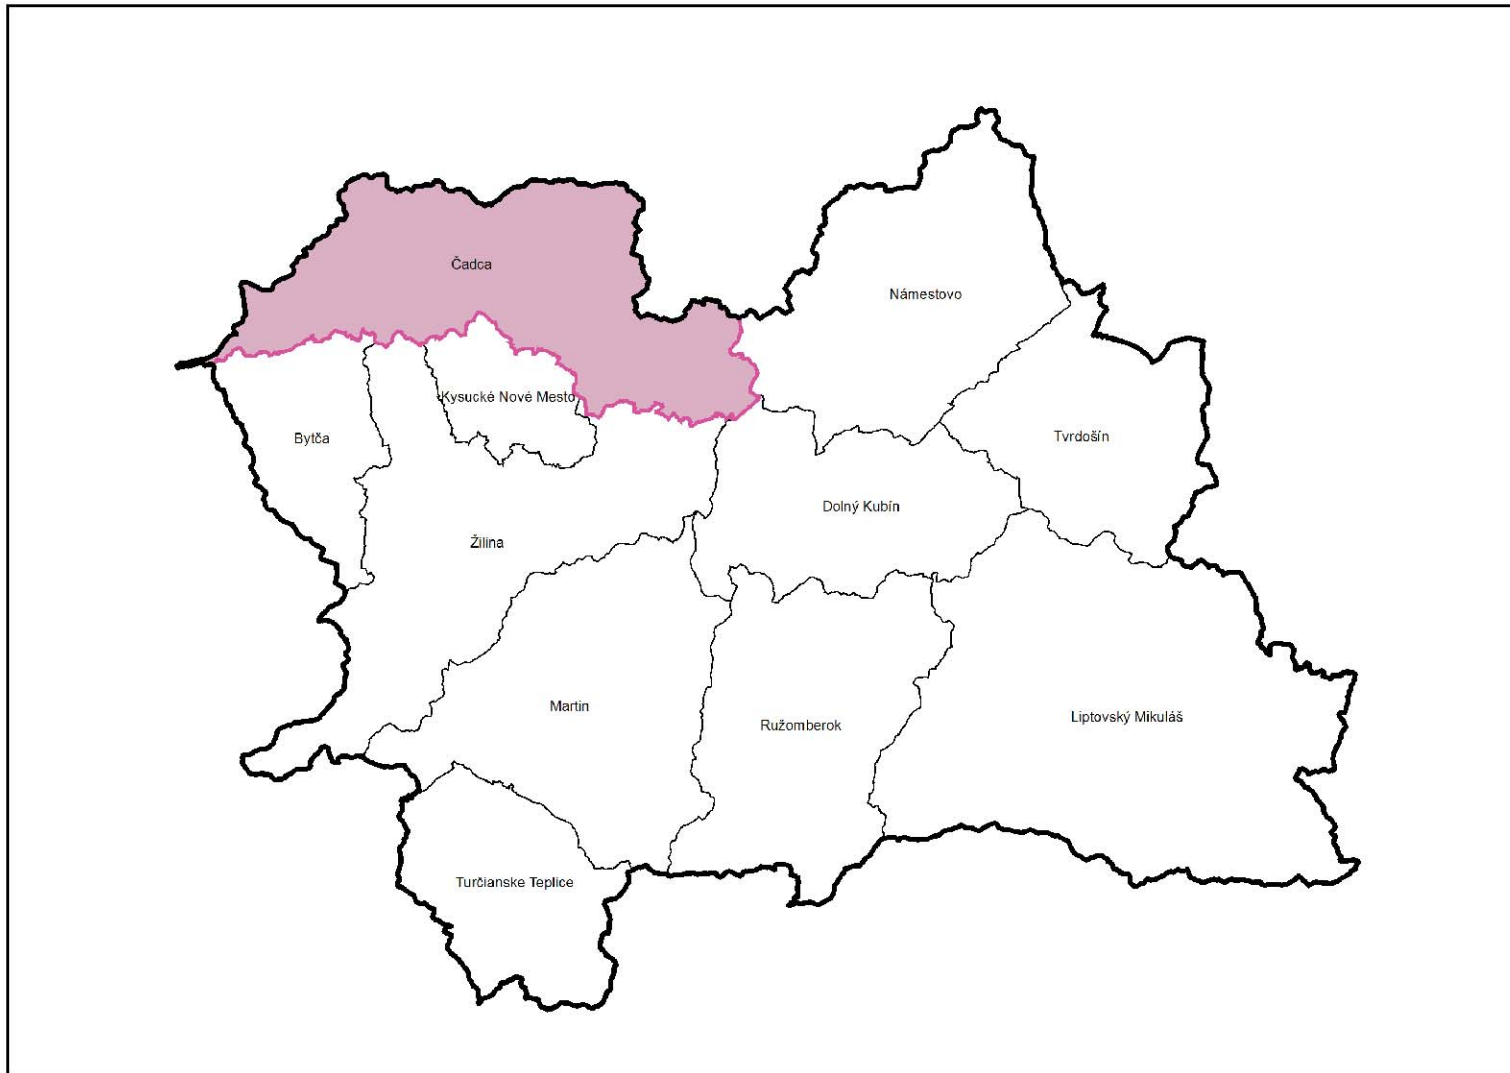 Čadca
Námestovo
Kysucké Nové Mesto
Bytča
Tvrdošín
Dolný Kubín
Žilina
Martin
Ružomberok
Liptovský Mikuláš
Turčianske Teplice